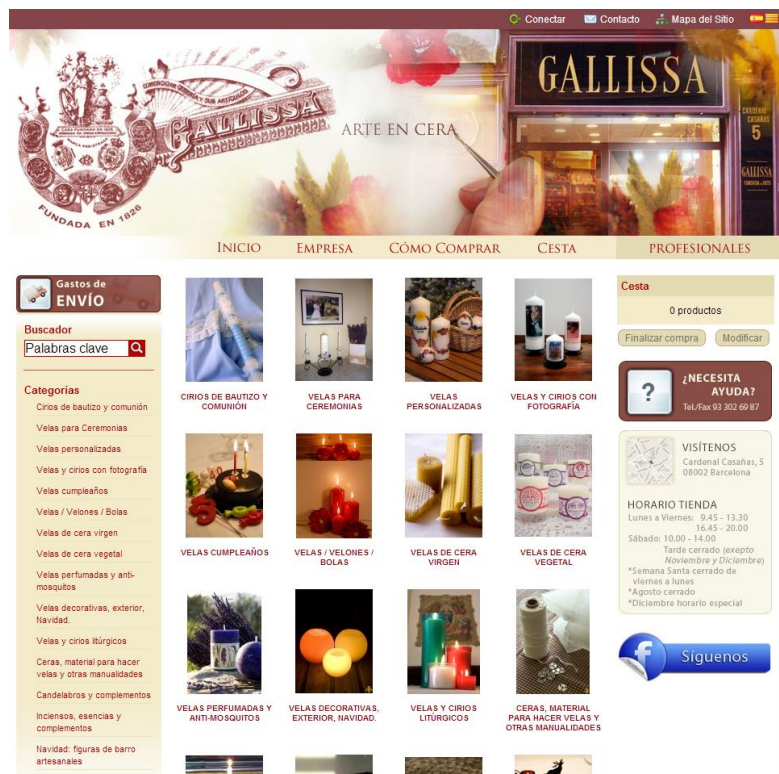 Conectar
Contacto
Mapa del Sitio
COMERCIAR
GALLISSÁ
FUNDADA EN 1826
ARTE EN CERA
GALLISSA
CARDENAL
CASAÑAS
5
GALLISSA
INICIO
EMPRESA
CÓMO COMPRAR
CESTA
PROFESIONALES
Gastos de
ENVÍO
Buscador
Palabras clave
Categorías
Cirios de bautizo y comunión
Velas para Ceremonias
Velas personalizadas
Velas y cirios con fotografía
Velas cumpleaños
Velas / Velones / Bolas
Velas de cera virgen
Velas de cera vegetal
Velas perfumadas y anti-
mosquitos
Velas decorativas, exterior,
Navidad.
Velas y cirios litúrgicos
Ceras, material para hacer
velas y otras manualidades
Candelabros y complementos
Inciensos, esencias y
complementos
Navidad: figuras de barro
artesanales
CIRIOS DE BAUTIZO Y
COMUNIÓN
VELAS PARA
CEREMONIAS
VELAS
PERSONALIZADAS
VELAS Y CIRIOS CON
FOTOGRAFÍA
VELAS CUMPLEAÑOS
VELAS / VELONES /
BOLAS
VELAS DE CERA
VIRGEN
VELAS DE CERA
VEGETAL
VELAS PERFUMADAS Y
ANTI-MOSQUITOS
VELAS DECORATIVAS,
EXTERIOR, NAVIDAD.
VELAS Y CIRIOS
LITÚRGICOS
CERAS, MATERIAL
PARA HACER VELAS Y
OTRAS MANUALIDADES
Cesta
0 productos
Finalizar compra
Modificar
?
¿NECESITA
AYUDA?
Tel./Fax 93 302 69 87
VISÍTENOS
Cardenal Casañas, 5
08002 Barcelona
HORARIO TIENDA
Lunes a Viernes: 9.45 - 13.30
16.45 - 20.00
Sábado: 10.00 - 14.00
Tarde cerrado (exepto
Noviembre y Diciembre)
*Semana Santa cerrado de
viernes a lunes
*Agosto cerrado
*Diciembre horario especial
f
Síguenos